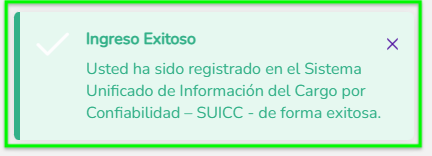 Ingreso Exitoso
Usted ha sido registrado en el Sistema
Unificado de Información del Cargo por
Confiabilidad – SUICC - de forma exitosa.